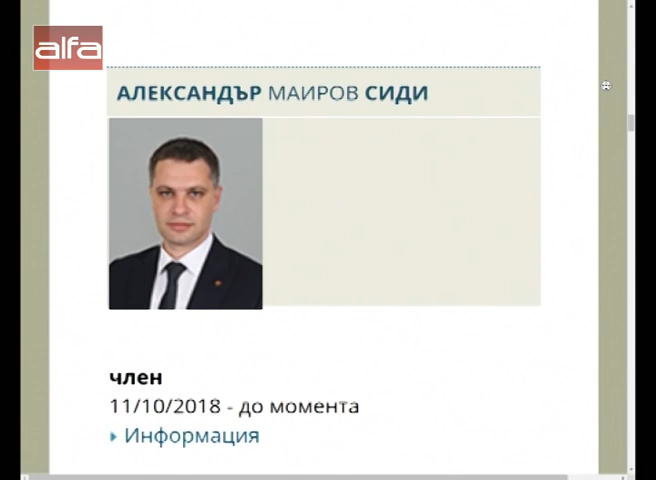 alfa
АЛЕКСАНДЪР МАИРОВ СИДИ
член
11/10/2018 - до момента
Информация